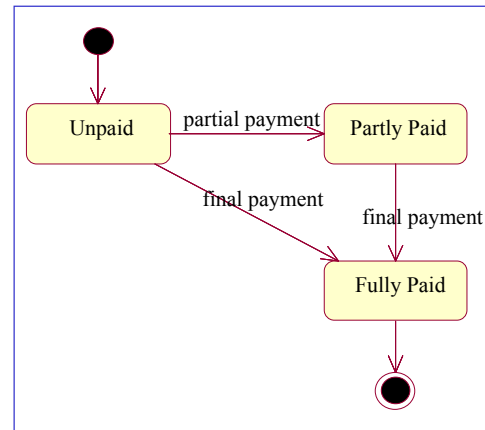 Unpaid
partial payment
Partly Paid
final payment
final payment
Fully Paid